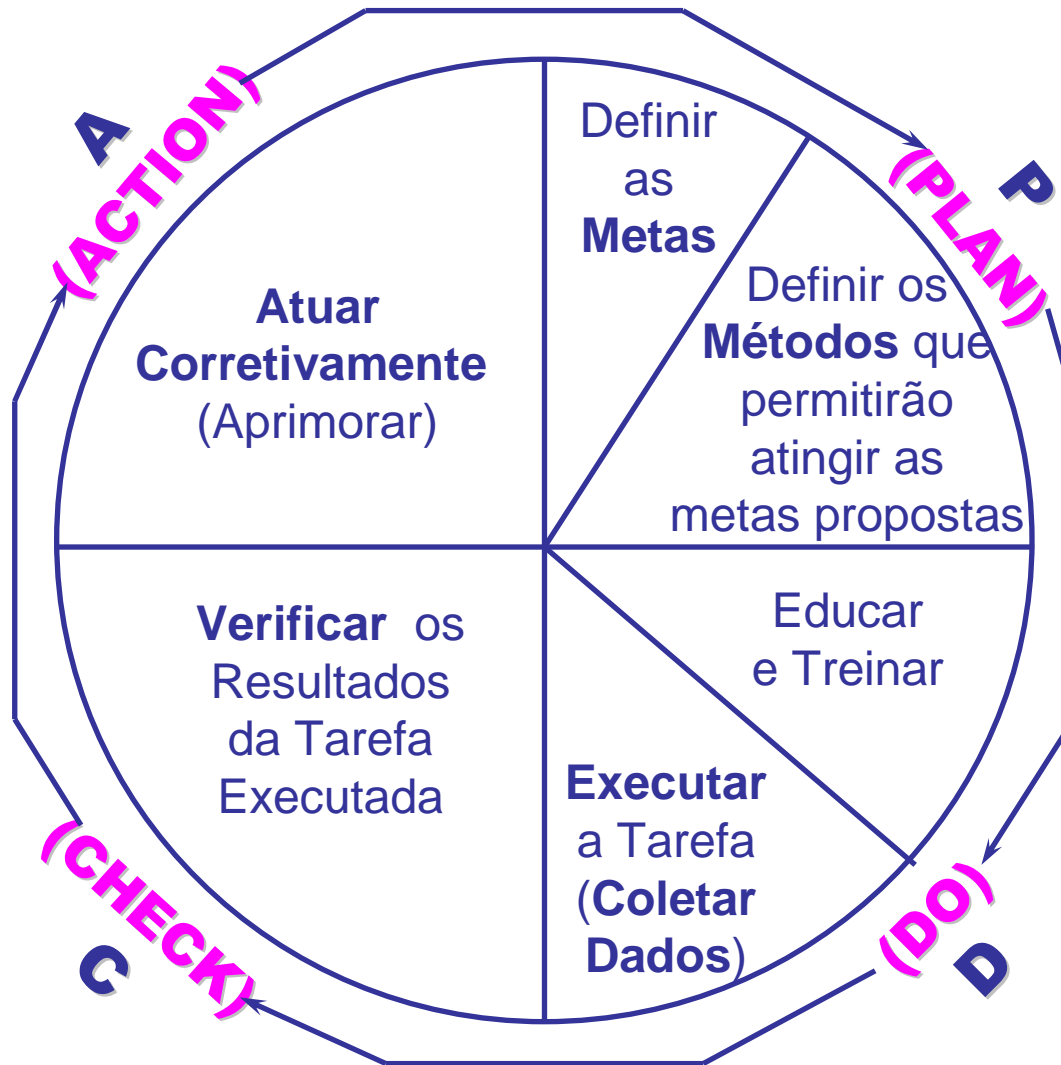 A
(ACTION)
P
(PLAN)
Definir
as
Metas
Definir os
Métodos que
permitirão
atingir as
metas propostas
Educar
e Treinar
Executar
a Tarefa
(Coletar
Dados)
D
(DO)
Verificar os
Resultados
da Tarefa
Executada
C
(CHECK)
Atuar
Corretivamente
(Aprimorar)